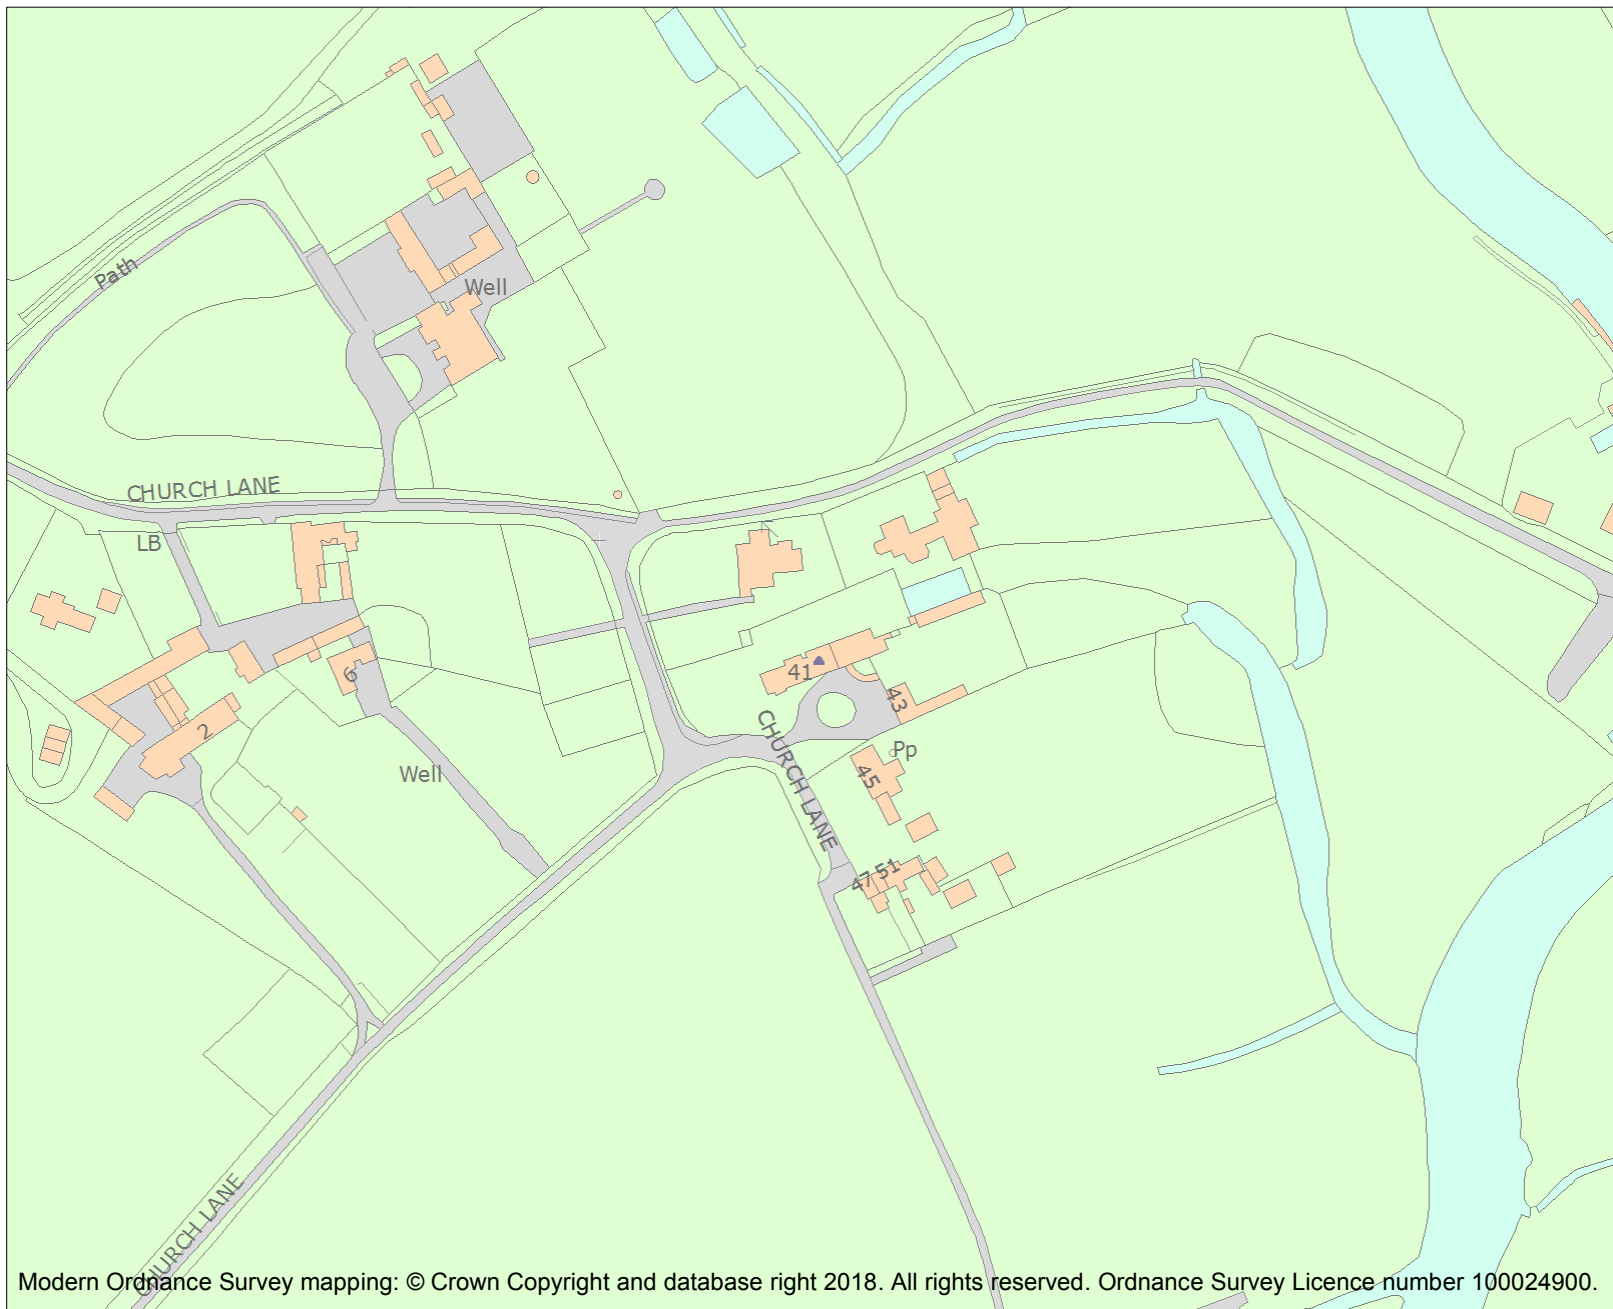 Path
Well
CHURCH LANE
LB
6
41
43
2
CHURCH LANE
Pp
Well
45
47 51
CHURCH LANE
Modern Ordnance Survey mapping: © Crown Copyright and database right 2018. All rights reserved. Ordnance Survey Licence number 100024900.